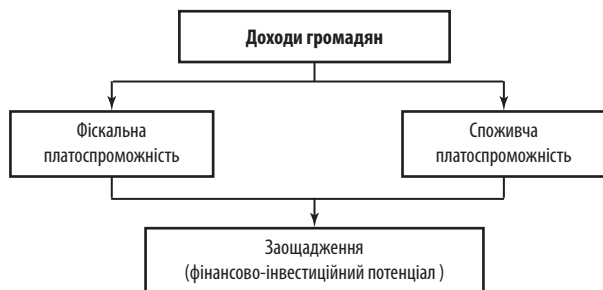 Доходи громадян
Фіскальна
платоспроможність
Споживча
платоспроможність
Заощадження
(фінансово-інвестиційний потенціал )